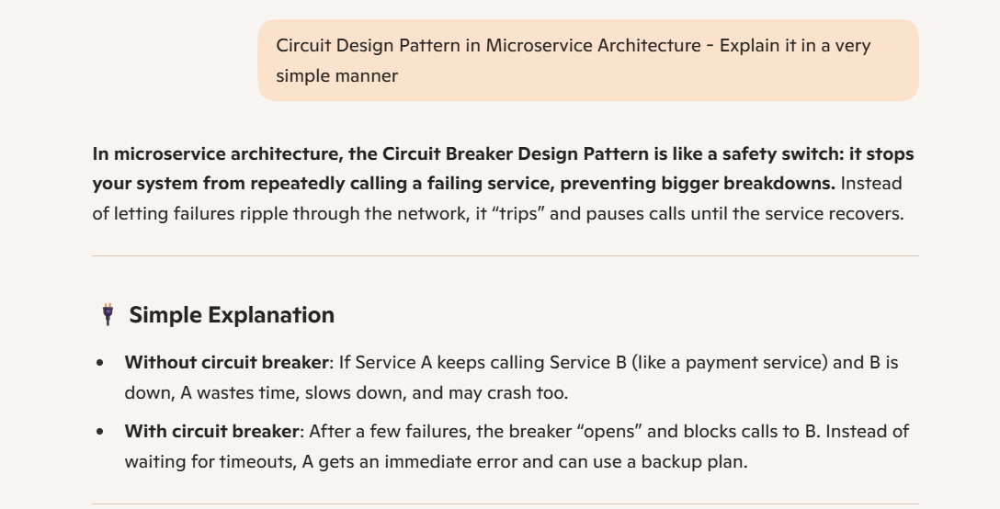 Circuit Design Pattern in Microservice Architecture - Explain it in a very
simple manner
In microservice architecture, the Circuit Breaker Design Pattern is like a safety switch: it stops
your system from repeatedly calling a failing service, preventing bigger breakdowns. Instead
of letting failures ripple through the network, it “trips” and pauses calls until the service recovers.
Simple Explanation
• Without circuit breaker: If Service A keeps calling Service B (like a payment service) and B is
down, A wastes time, slows down, and may crash too.
• With circuit breaker: After a few failures, the breaker “opens” and blocks calls to B. Instead of
waiting for timeouts, A gets an immediate error and can use a backup plan.